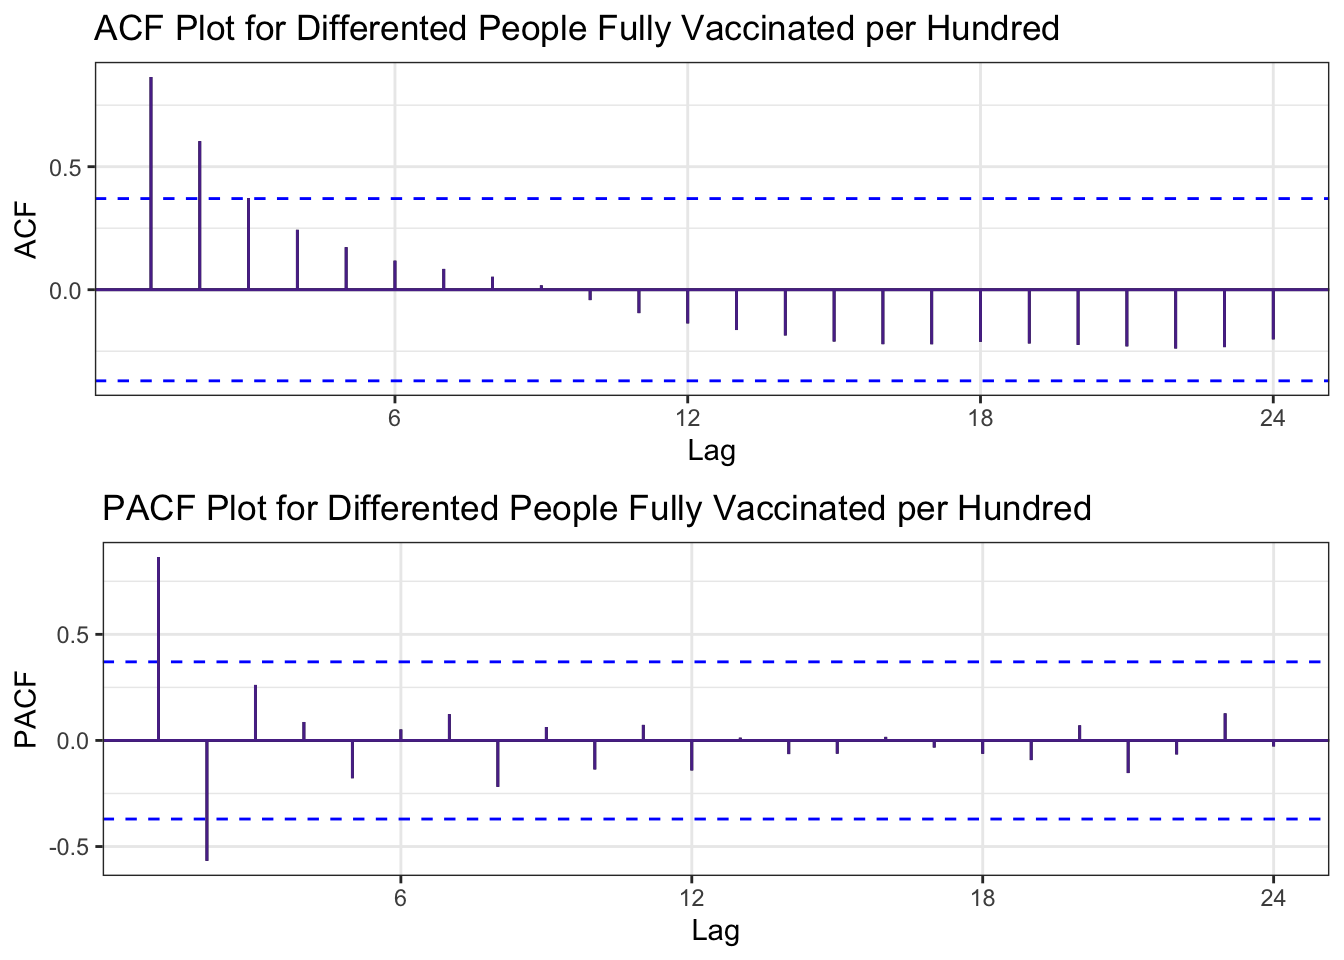 ACF Plot for Differented People Fully Vaccinated per Hundred
0.5
0.0
ACF
6 12 18 24
Lag
PACF Plot for Differented People Fully Vaccinated per Hundred
0.5
0.0
-0.5
PACF
6 12 18 24
Lag